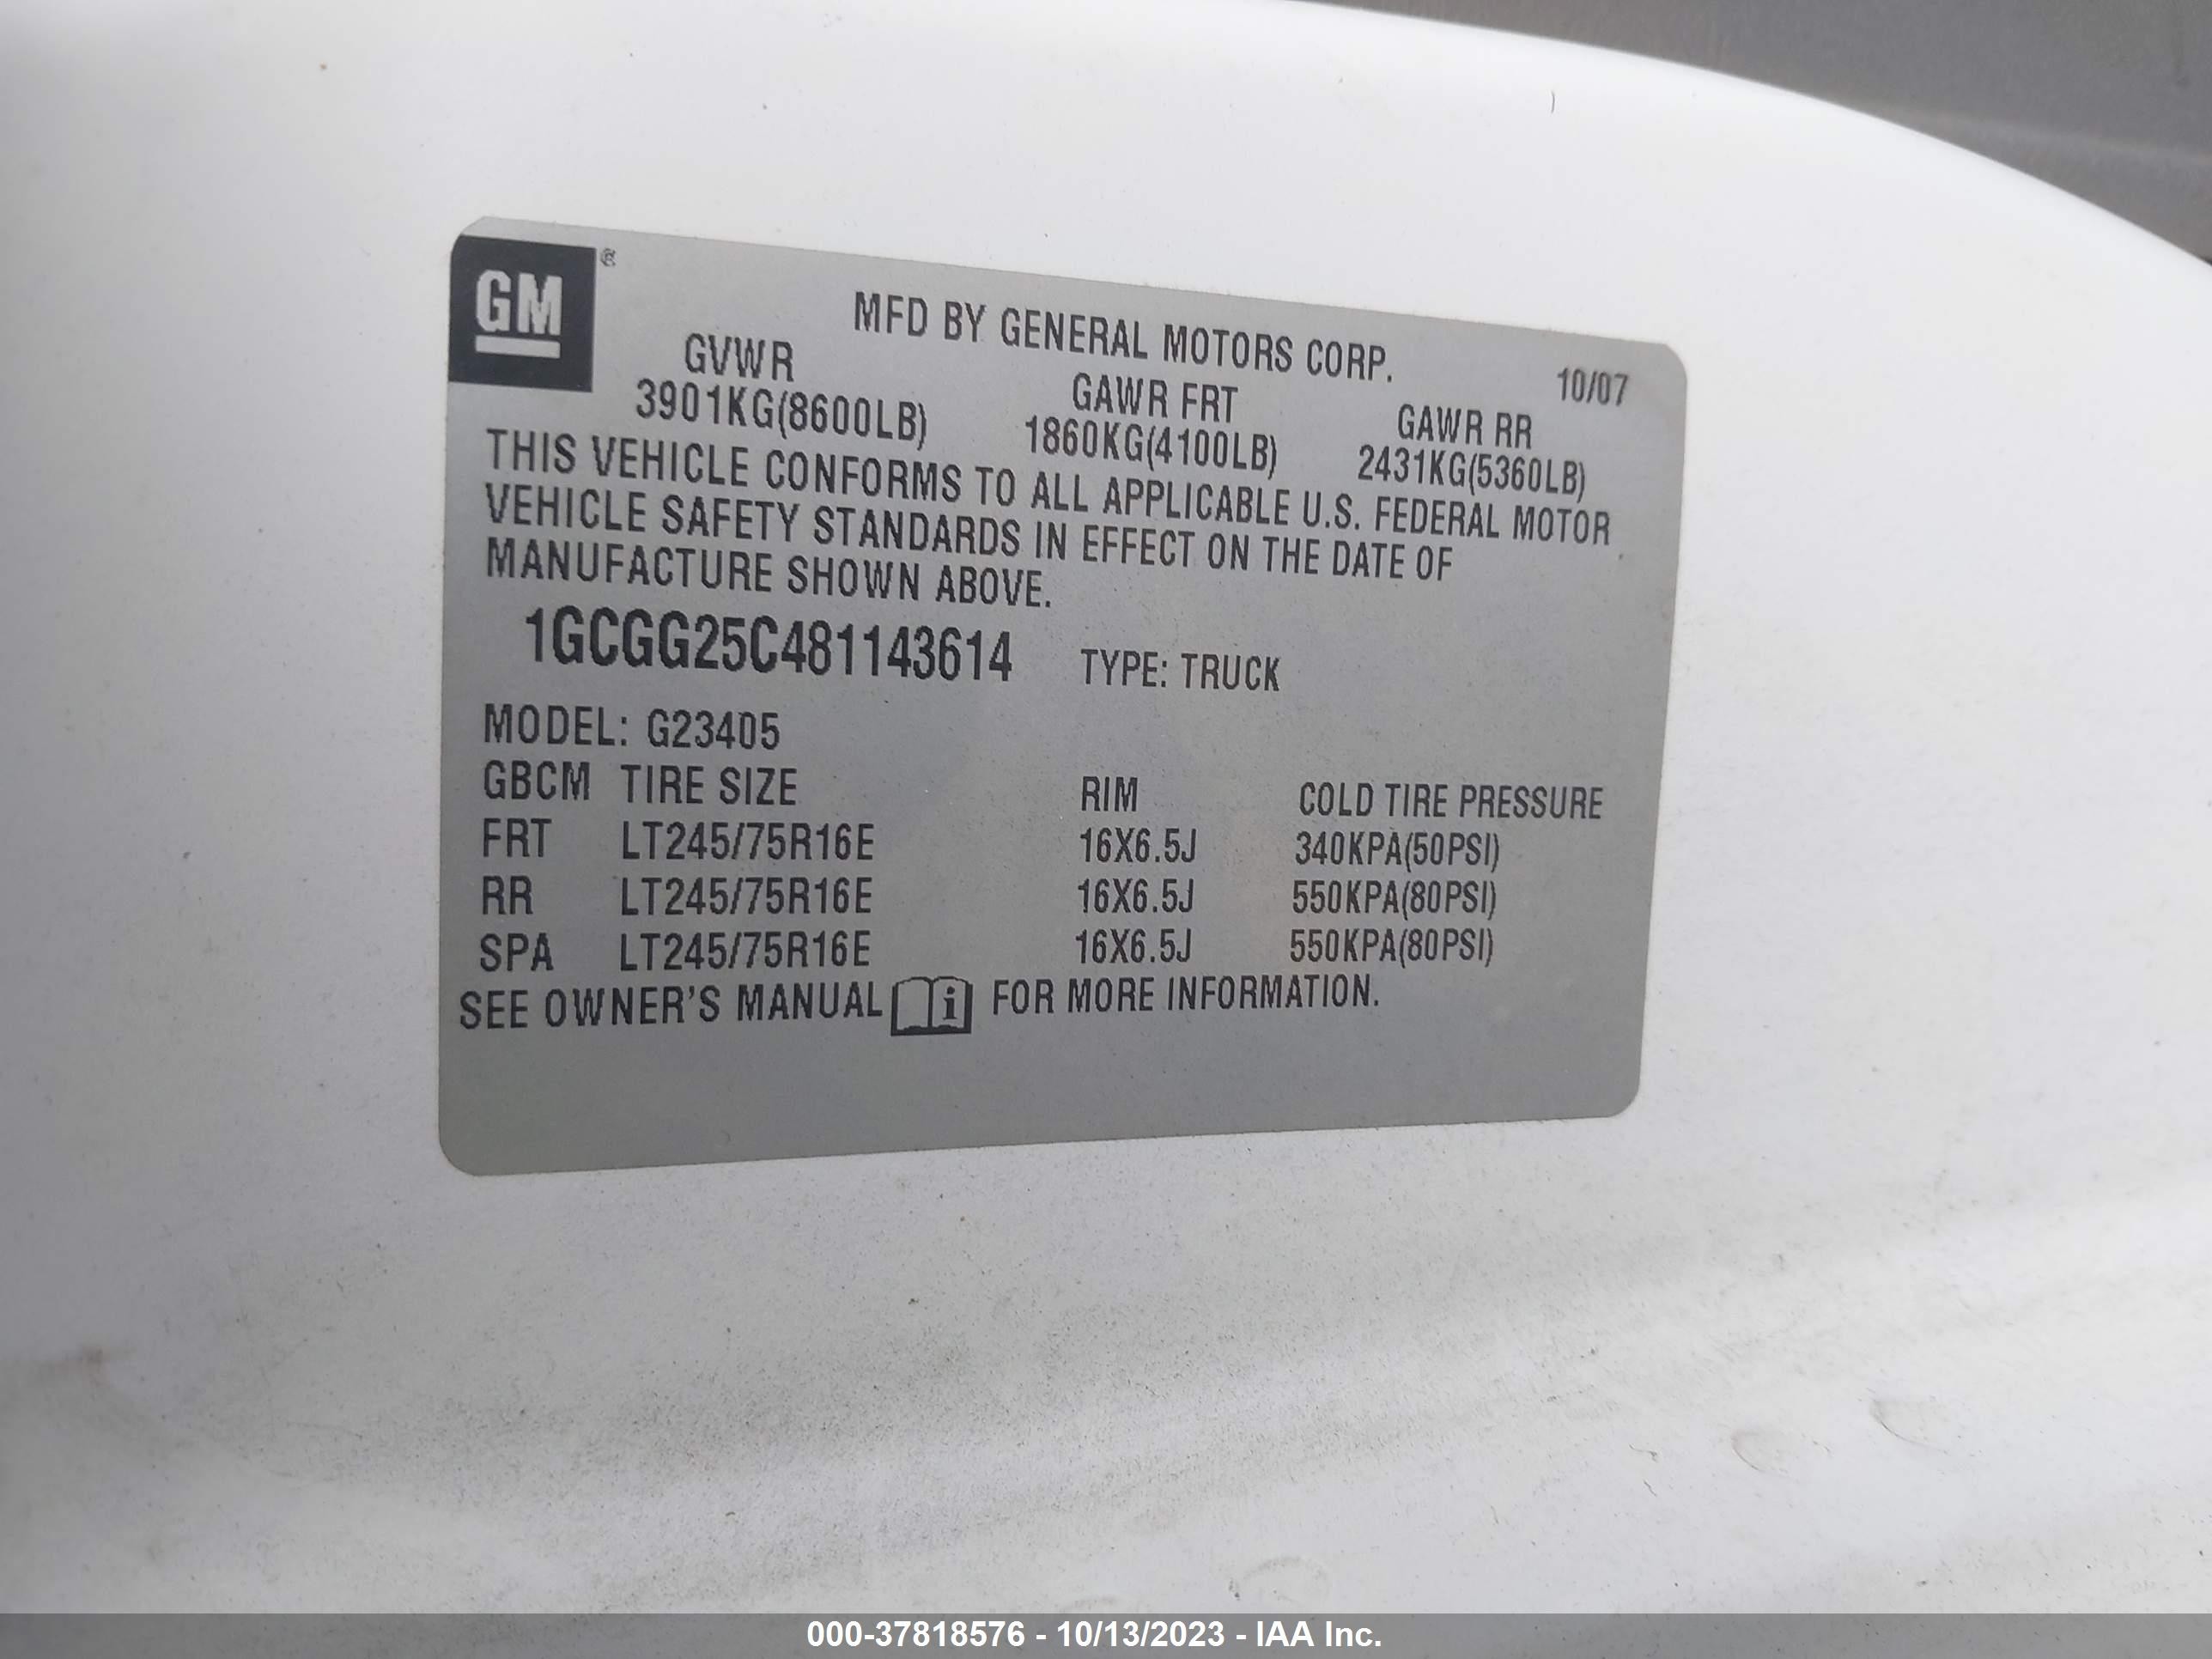 GM ®
MFD BY GENERAL MOTORS CORP.
10/07
GVWR GAWR FRT GAWR RR
3901KG(8600LB) 1860KG(4100LB) 2431KG(5360LB)
THIS VEHICLE CONFORMS TO ALL APPLICABLE U.S. FEDERAL MOTOR
VEHICLE SAFETY STANDARDS IN EFFECT ON THE DATE OF
MANUFACTURE SHOWN ABOVE.
1GCGG25C481143614 TYPE: TRUCK
MODEL: G23405
GBCM TIRE SIZE RIM COLD TIRE PRESSURE
FRT LT245/75R16E 16X6.5J 340KPA(50PSI)
RR LT245/75R16E 16X6.5J 550KPA(80PSI)
SPA LT245/75R16E 16X6.5J 550KPA(80PSI)
SEE OWNER'S MANUAL i FOR MORE INFORMATION.
000-37818576 - 10/13/2023 - IAA Inc.